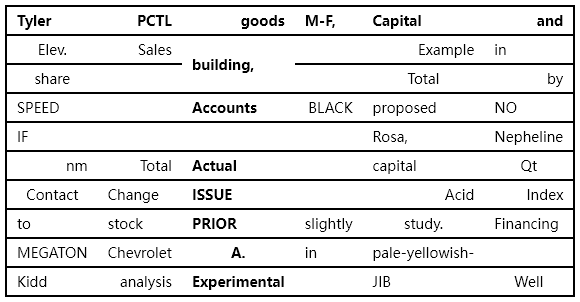 Tyler PCTL goods M-F, Capital and
Elev. Sales building, Example in
share Total by
SPEED Accounts BLACK proposed NO
IF Rosa, Nepheline
nm Total Actual capital Qt
Contact Change ISSUE Acid Index
to stock PRIOR slightly study. Financing
MEGATON Chevrolet A. in pale-yellowish-
Kidd analysis Experimental JIB Well